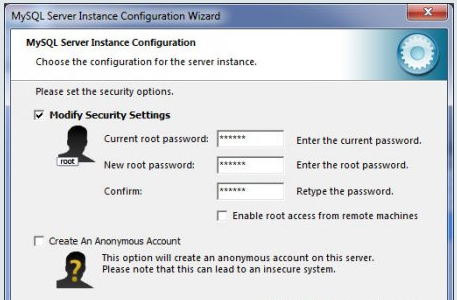 MySQL Server Instance Configuration Wizard
MySQL Server Instance Configuration
Choose the configuration for the server instance.
Please set the security options.
Modify Security Settings
Current root password: ****** Enter the current password.
root
New root password: ****** Enter the root password.
Confirm: ****** Retype the password.
Enable root access from remote machines
Create An Anonymous Account
This option will create an anonymous account on this server.
Please note that this can lead to an insecure system.